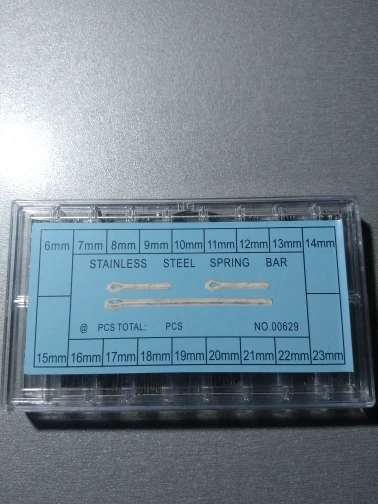 6mm 7mm 8mm 9mm 10mm 11mm 12mm 13mm 14mm
STAINLESS STEEL SPRING BAR
@ PCS TOTAL: PCS NO.00629
15mm 16mm 17mm 18mm 19mm 20mm 21mm 22mm 23mm